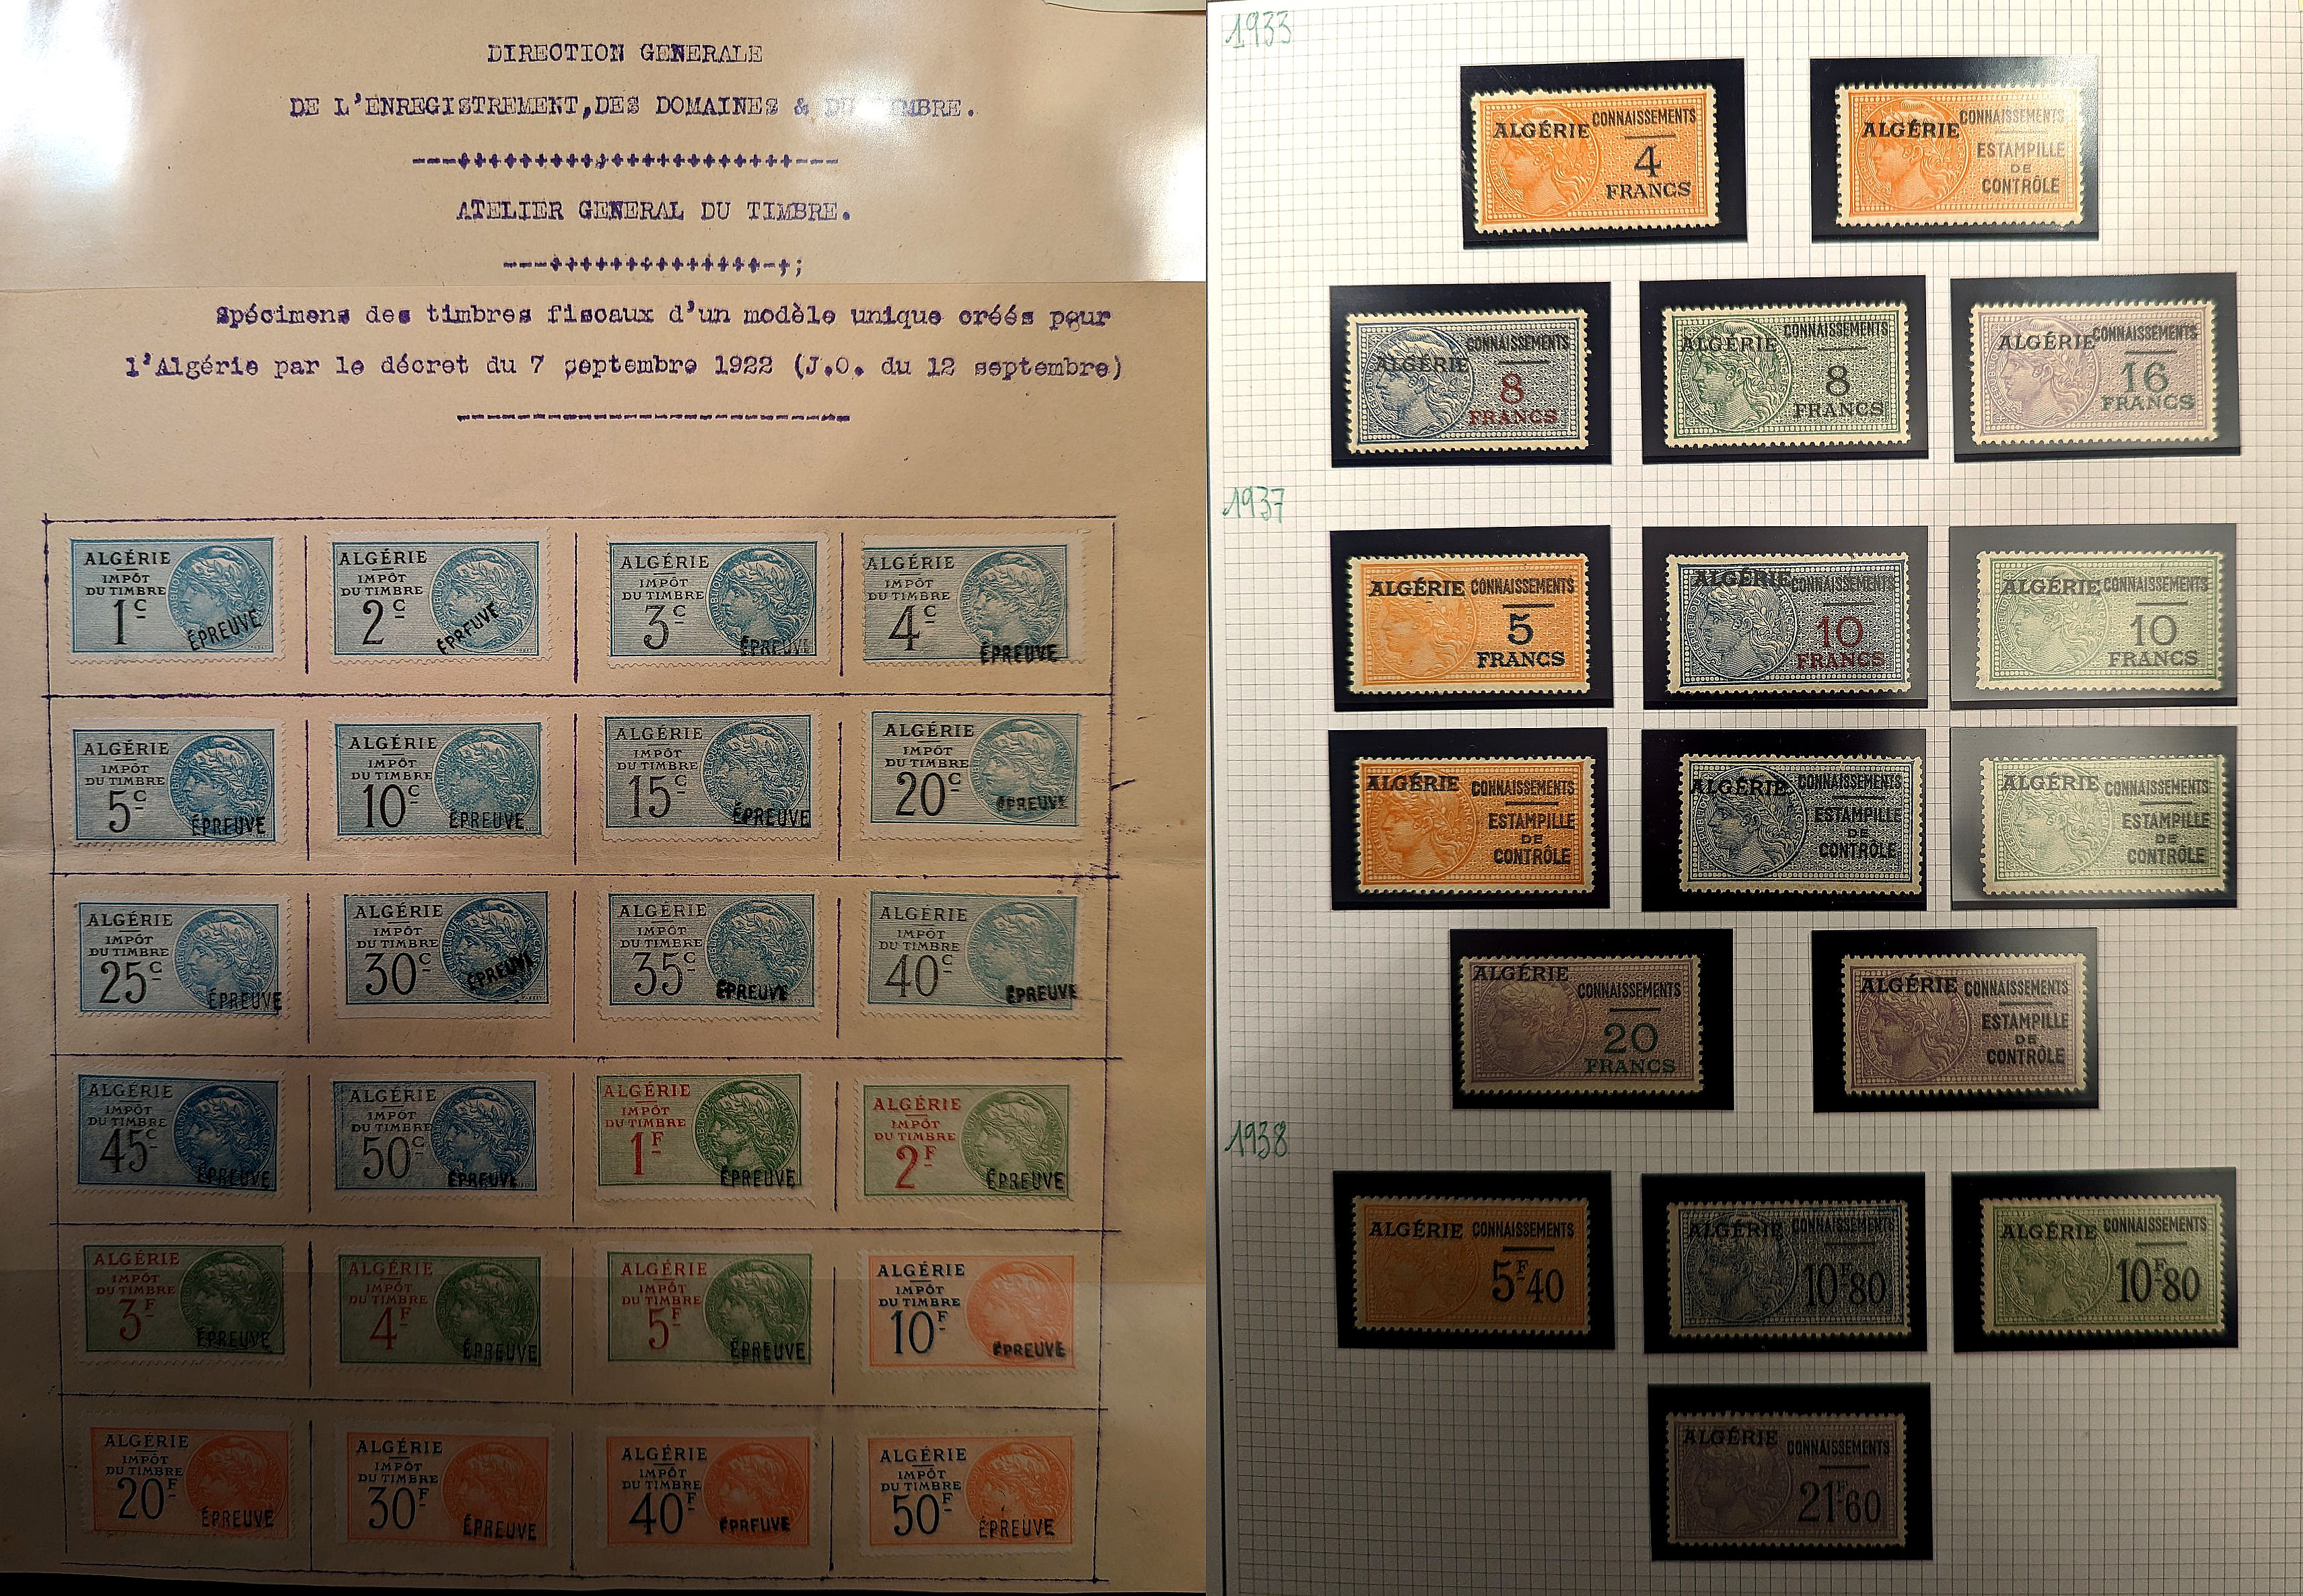 DIRECTION GENERALE
DE L'ENREGISTREMENT,DES DOMAINES & DU TIMBRE.
ATELIER GENERAL DU TIMBRE.
Spécimens des timbres fiscaux d'un modèle unique créés pour
l'Algérie par le décret du 7 septembre 1922 (J.O. du 12 septembre)
ALGÉRIE
IMPÔT
DU TIMBRE
1C
ÉPREUVE
ALGÉRIE
IMPÔT
DU TIMBRE
2C
ÉPREUVE
ALGÉRIE
IMPÔT
DU TIMBRE
3C
ÉPREUVE
ALGÉRIE
IMPÔT
DU TIMBRE
4C
ÉPREUVE
ALGÉRIE
IMPÔT
DU TIMBRE
5C
ÉPREUVE
ALGÉRIE
IMPÔT
DU TIMBRE
10C
ÉPREUVE
ALGÉRIE
IMPÔT
DU TIMBRE
15C
ÉPREUVE
ALGÉRIE
IMPÔT
DU TIMBRE
20C
ÉPREUVE
ALGÉRIE
IMPÔT
DU TIMBRE
25C
ÉPREUVE
ALGÉRIE
IMPÔT
DU TIMBRE
30C
ÉPREUVE
ALGÉRIE
IMPÔT
DU TIMBRE
35C
ÉPREUVE
ALGÉRIE
IMPÔT
DU TIMBRE
40C
ÉPREUVE
ALGÉRIE
IMPÔT
DU TIMBRE
45C
ÉPREUVE
ALGÉRIE
IMPÔT
DU TIMBRE
50C
ÉPREUVE
ALGÉRIE
IMPÔT
DU TIMBRE
1F
ÉPREUVE
ALGÉRIE
IMPÔT
DU TIMBRE
2F
ÉPREUVE
ALGÉRIE
IMPÔT
DU TIMBRE
3F
ÉPREUVE
ALGÉRIE
IMPÔT
DU TIMBRE
4F
ÉPREUVE
ALGÉRIE
IMPÔT
DU TIMBRE
5F
ÉPREUVE
ALGÉRIE
IMPÔT
DU TIMBRE
10F
ÉPREUVE
ALGÉRIE
IMPÔT
DU TIMBRE
20F
ÉPREUVE
ALGÉRIE
IMPÔT
DU TIMBRE
30F
ÉPREUVE
ALGÉRIE
IMPÔT
DU TIMBRE
40F
ÉPREUVE
ALGÉRIE
IMPÔT
DU TIMBRE
50F
ÉPREUVE
1933
ALGÉRIE CONNAISSEMENTS
4
FRANCS
ALGÉRIE CONNAISSEMENTS
ESTAMPILLE
DE
CONTRÔLE
ALGÉRIE CONNAISSEMENTS
8
FRANCS
ALGÉRIE CONNAISSEMENTS
8
FRANCS
ALGÉRIE CONNAISSEMENTS
16
FRANCS
1937
ALGÉRIE CONNAISSEMENTS
5
FRANCS
ALGÉRIE CONNAISSEMENTS
10
FRANCS
ALGÉRIE CONNAISSEMENTS
10
FRANCS
ALGÉRIE CONNAISSEMENTS
ESTAMPILLE
DE
CONTRÔLE
ALGÉRIE CONNAISSEMENTS
ESTAMPILLE
DE
CONTRÔLE
ALGÉRIE CONNAISSEMENTS
ESTAMPILLE
DE
CONTRÔLE
ALGÉRIE CONNAISSEMENTS
20
FRANCS
ALGÉRIE CONNAISSEMENTS
ESTAMPILLE
DE
CONTRÔLE
1938
ALGÉRIE CONNAISSEMENTS
5F40
ALGÉRIE CONNAISSEMENTS
10F80
ALGÉRIE CONNAISSEMENTS
10F80
ALGÉRIE CONNAISSEMENTS
21F60